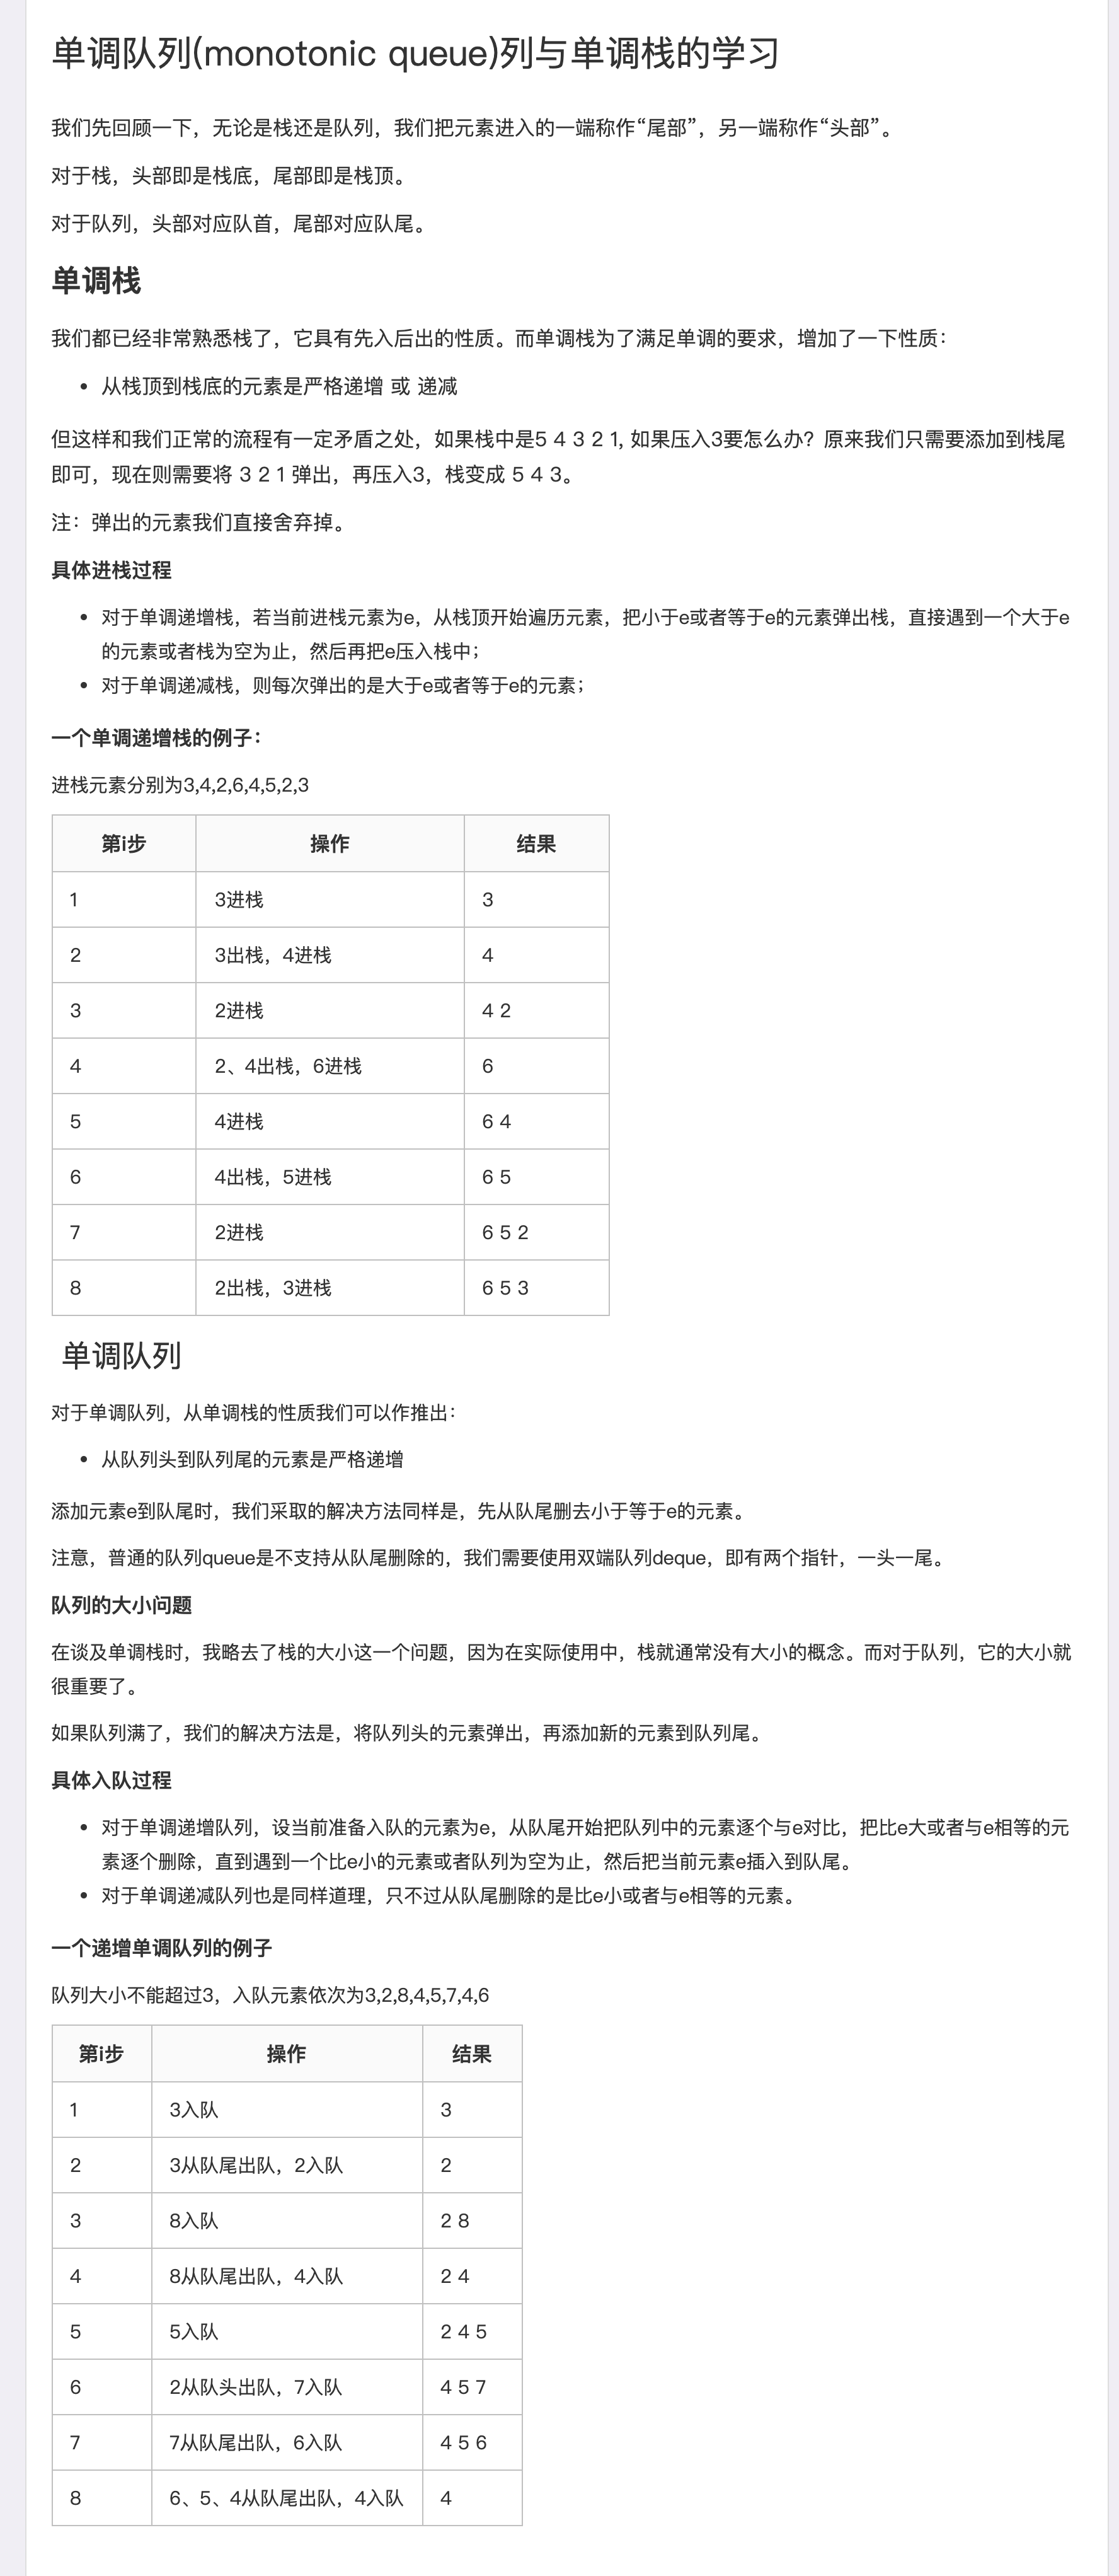 单调队列(monotonic queue)列与单调栈的学习
我们先回顾一下，无论是栈还是队列，我们把元素进入的一端称作“尾部”，另一端称作“头部”。
对于栈，头部即是栈底，尾部即是栈顶。
对于队列，头部对应队首，尾部对应队尾。
单调栈
我们都已经非常熟悉栈了，它具有先入后出的性质。而单调栈为了满足单调的要求，增加了一下性质：
• 从栈顶到栈底的元素是严格递增 或 递减
但这样和我们正常的流程有一定矛盾之处，如果栈中是5 4 3 2 1, 如果压入3要怎么办？原来我们只需要添加到栈尾
即可，现在则需要将 3 2 1 弹出，再压入3，栈变成 5 4 3。
注：弹出的元素我们直接舍弃掉。
具体进栈过程
• 对于单调递增栈，若当前进栈元素为e，从栈顶开始遍历元素，把小于e或者等于e的元素弹出栈，直接遇到一个大于e
的元素或者栈为空为止，然后再把e压入栈中；
• 对于单调递减栈，则每次弹出的是大于e或者等于e的元素；
一个单调递增栈的例子：
进栈元素分别为3,4,2,6,4,5,2,3
第i步 操作 结果
1 3进栈 3
2 3出栈，4进栈 4
3 2进栈 4 2
4 2、4出栈，6进栈 6
5 4进栈 6 4
6 4出栈，5进栈 6 5
7 2进栈 6 5 2
8 2出栈，3进栈 6 5 3
单调队列
对于单调队列，从单调栈的性质我们可以作推出：
• 从队列头到队列尾的元素是严格递增
添加元素e到队尾时，我们采取的解决方法同样是，先从队尾删去小于等于e的元素。
注意，普通的队列queue是不支持从队尾删除的，我们需要使用双端队列deque，即有两个指针，一头一尾。
队列的大小问题
在谈及单调栈时，我略去了栈的大小这一个问题，因为在实际使用中，栈就通常没有大小的概念。而对于队列，它的大小就
很重要了。
如果队列满了，我们的解决方法是，将队列头的元素弹出，再添加新的元素到队列尾。
具体入队过程
• 对于单调递增队列，设当前准备入队的元素为e，从队尾开始把队列中的元素逐个与e对比，把比e大或者与e相等的元
素逐个删除，直到遇到一个比e小的元素或者队列为空为止，然后把当前元素e插入到队尾。
• 对于单调递减队列也是同样道理，只不过从队尾删除的是比e小或者与e相等的元素。
一个递增单调队列的例子
队列大小不能超过3，入队元素依次为3,2,8,4,5,7,4,6
第i步 操作 结果
1 3入队 3
2 3从队尾出队，2入队 2
3 8入队 2 8
4 8从队尾出队，4入队 2 4
5 5入队 2 4 5
6 2从队头出队，7入队 4 5 7
7 7从队尾出队，6入队 4 5 6
8 6、5、4从队尾出队，4入队 4